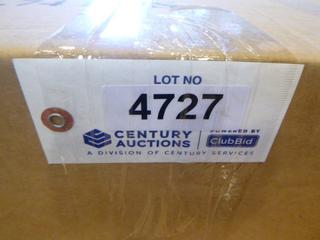 LOT NO
4727
CENTURY AUCTIONS
POWERED BY
ClubBid
A DIVISION OF CENTURY SERVICES